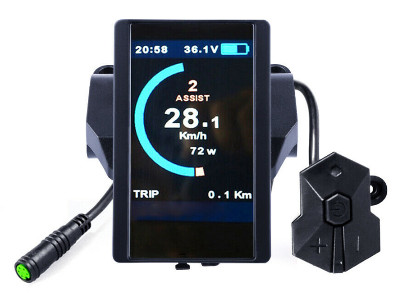 20:58 36.1V
2
ASSIST
28.1
Km/h
72 W
TRIP 0.1 Km
+ −